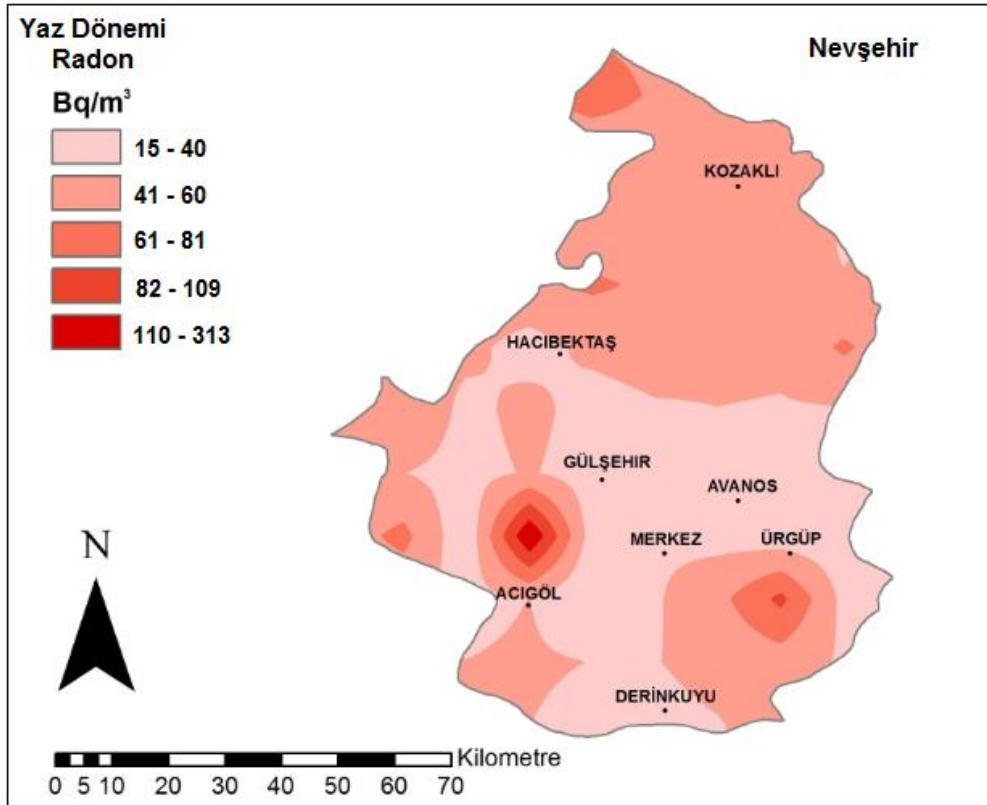 Yaz Dönemi
Radon
Bq/m³
15 - 40
41 - 60
61 - 81
82 - 109
110 - 313
Nevşehir
KOZAKLI
HACIBEKTAŞ
GÜLŞEHIR
AVANOS
MERKEZ
ÜRGÜP
ACIGÖL
DERİNKUYU
N
Kilometre
0 5 10 20 30 40 50 60 70